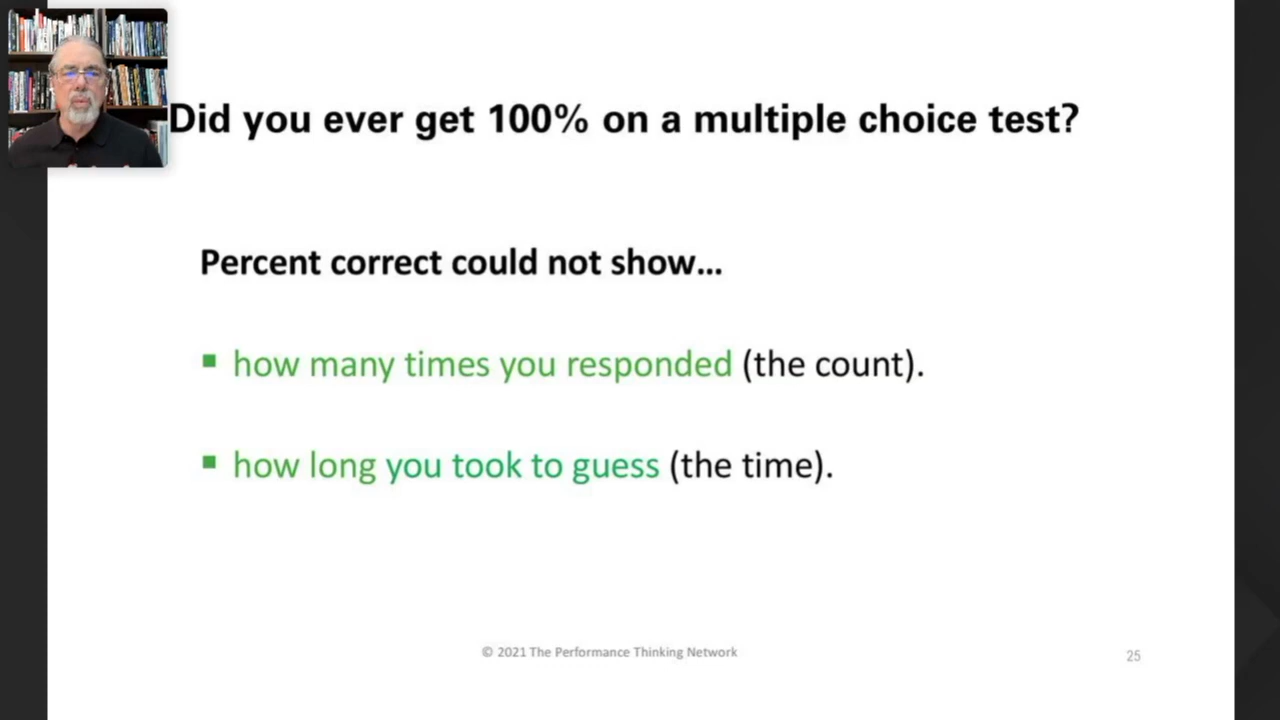 Did you ever get 100% on a multiple choice test?
Percent correct could not show...
▪ how many times you responded (the count).
▪ how long you took to guess (the time).
© 2021 The Performance Thinking Network
25